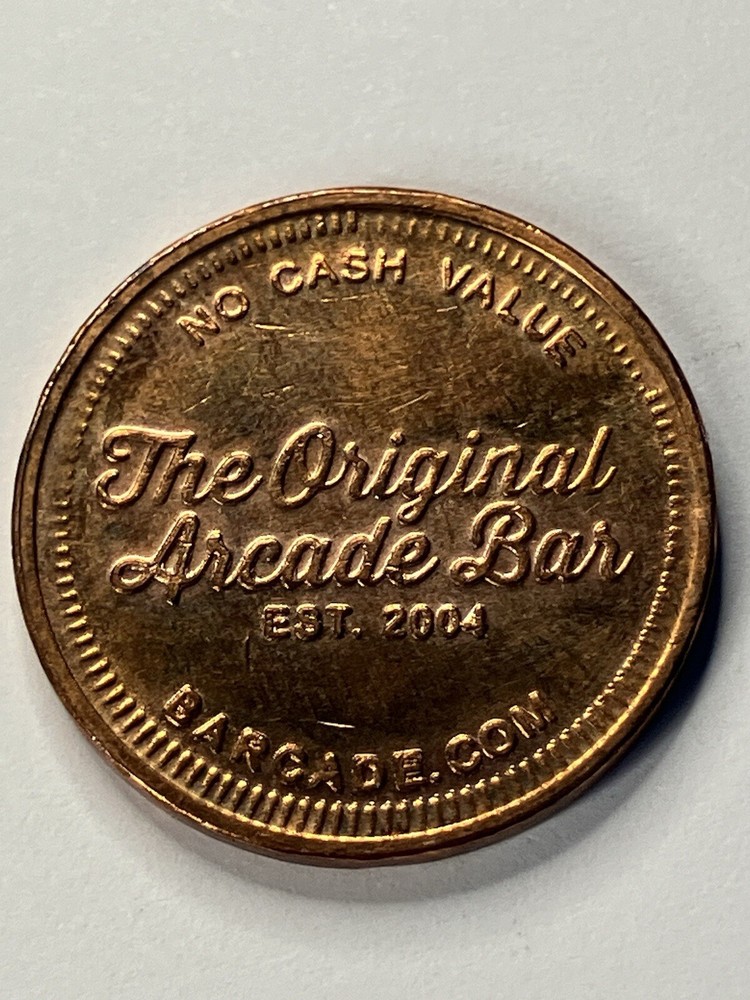 NO CASH VALUE
The Original
Arcade Bar
EST. 2004
BARCADE.COM